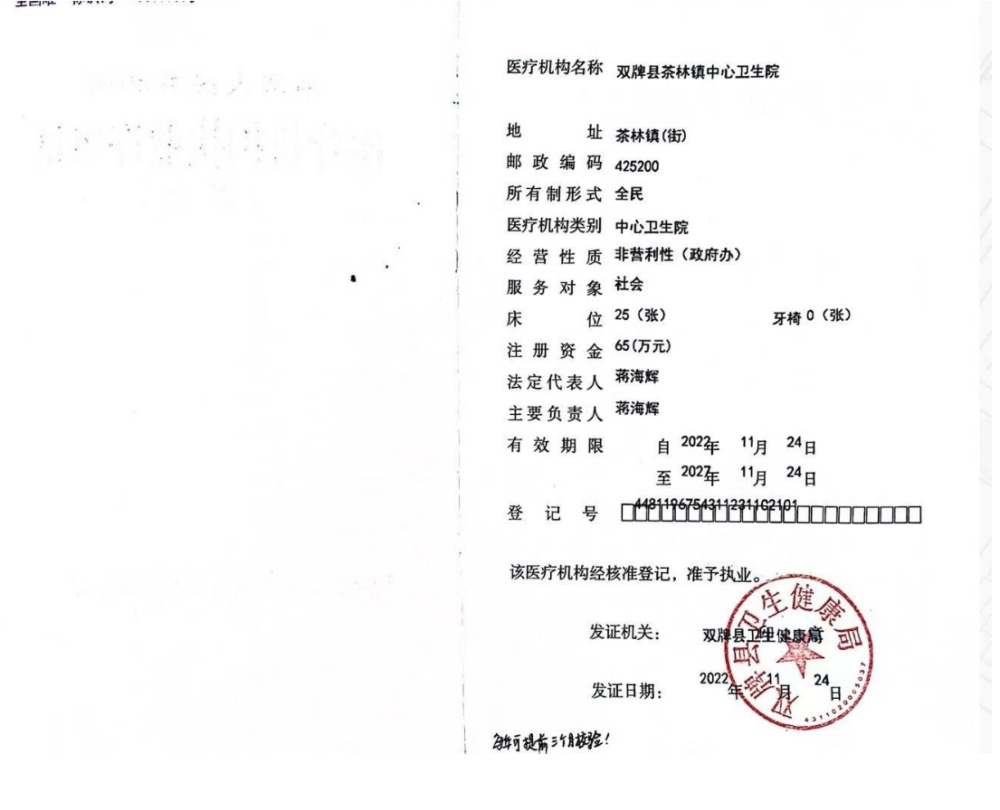 医疗机构名称 双牌县茶林镇中心卫生院
地址 茶林镇(街)
邮政编码 425200
所有制形式 全民
医疗机构类别 中心卫生院
经营性质 非营利性（政府办）
服务对象 社会
床位 25（张） 牙椅 0（张）
注册资金 65(万元)
法定代表人 蒋海辉
主要负责人 蒋海辉
有效期限 自 2022年 11月 24日
至 2027年 11月 24日
登记号 44811967543112311C2101
该医疗机构经核准登记，准予执业。
发证机关： 双牌县卫生健康局
发证日期： 2022年 11月 24日
双牌县卫生健康局
4311020005037
可提前三个月校验！